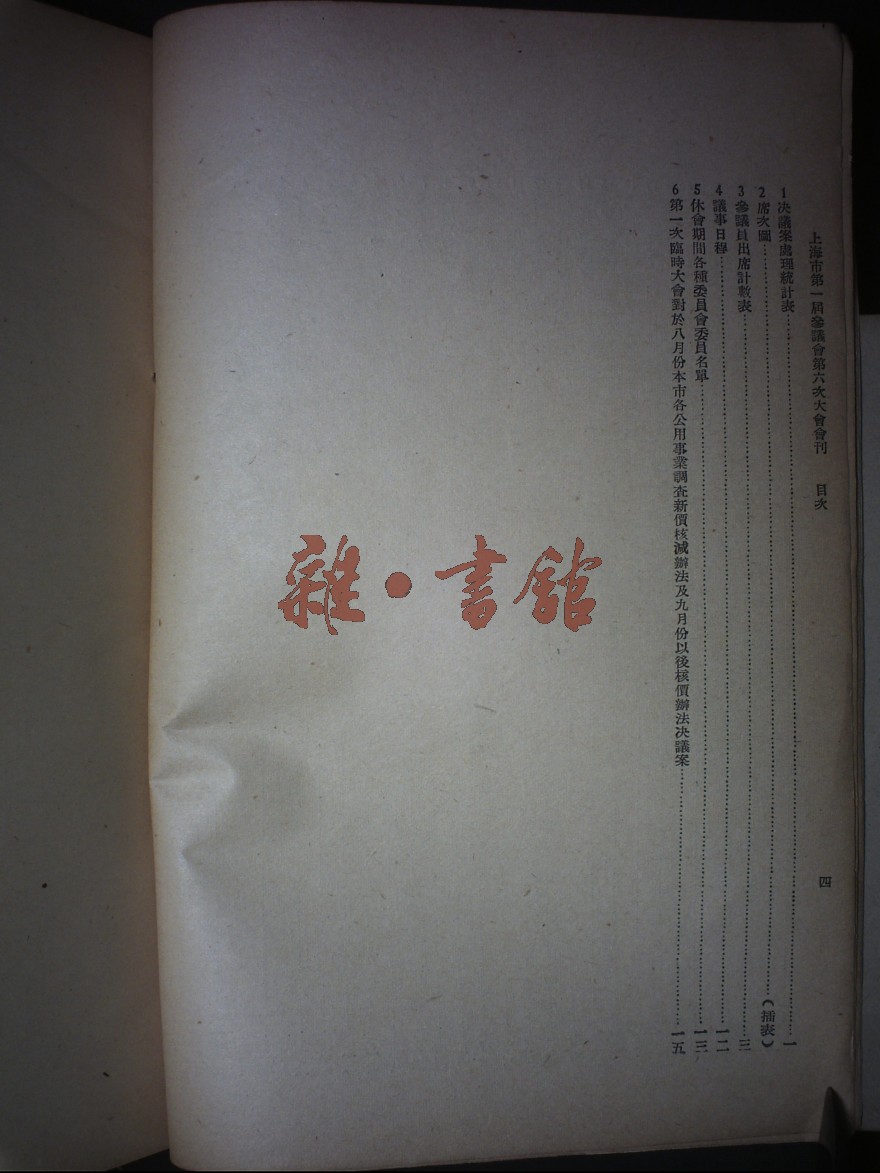 上海市第一屆參議會第六次大會會刊　目次　四
1 決議案處理統計表……一
2 席次圖……（插表）
3 參議員出席計數表……三
4 議事日程……一二
5 休會期間各種委員會委員名單……一三
6 第一次臨時大會對於八月份本市各公用事業調查新價核減辦法及九月份以後核價辦法決議案……一五
雜·書館